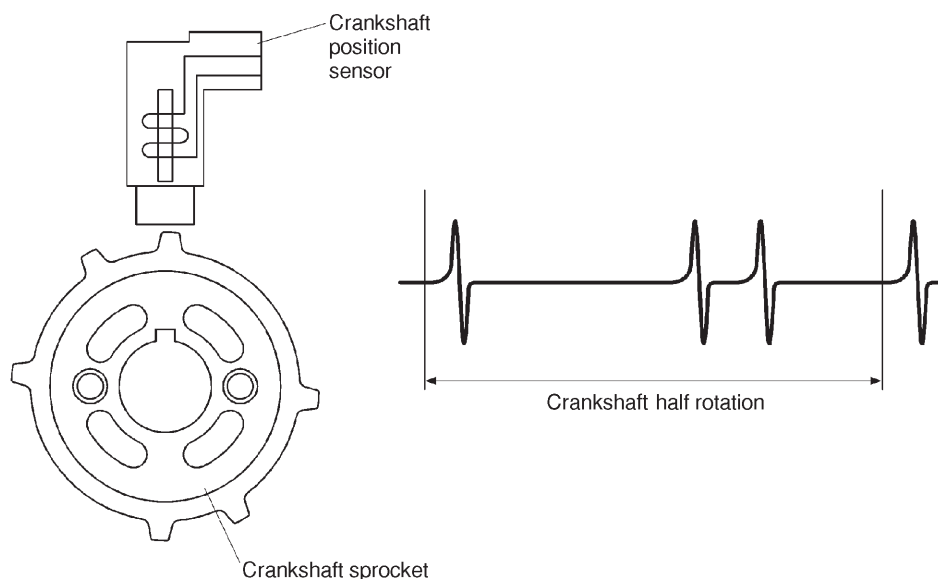 Crankshaft
position
sensor
Crankshaft half rotation
Crankshaft sprocket